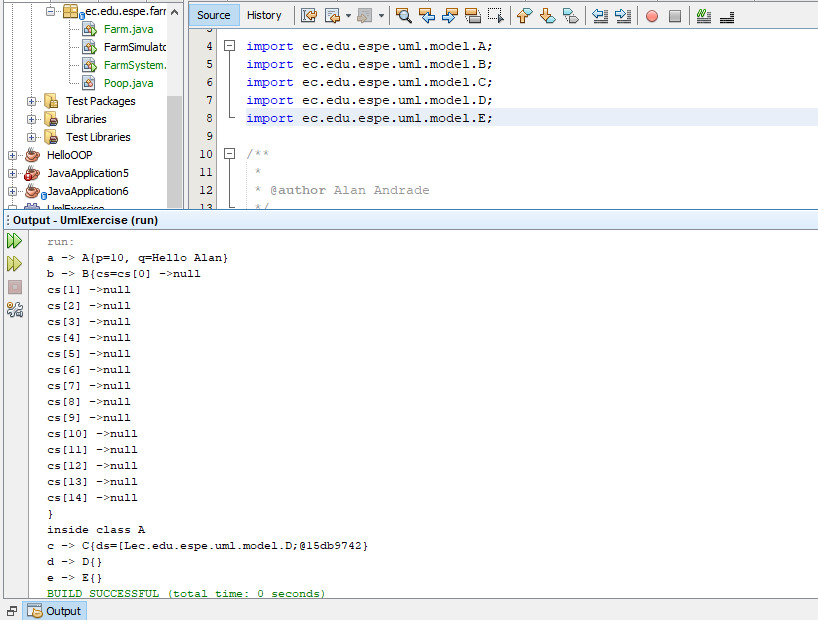 ec.edu.espe.farm
Farm.java
FarmSimulato
FarmSystem.
Poop.java
Test Packages
Libraries
Test Libraries
HelloOOP
JavaApplication5
JavaApplication6
UmlExercise
Source History
4 import ec.edu.espe.uml.model.A;
5 import ec.edu.espe.uml.model.B;
6 import ec.edu.espe.uml.model.C;
7 import ec.edu.espe.uml.model.D;
8 import ec.edu.espe.uml.model.E;
9
10 /**
11 *
12 * @author Alan Andrade
13 */
Output - UmlExercise (run)
run:
a -> A{p=10, q=Hello Alan}
b -> B{cs=cs[0] ->null
cs[1] ->null
cs[2] ->null
cs[3] ->null
cs[4] ->null
cs[5] ->null
cs[6] ->null
cs[7] ->null
cs[8] ->null
cs[9] ->null
cs[10] ->null
cs[11] ->null
cs[12] ->null
cs[13] ->null
cs[14] ->null
}
inside class A
c -> C{ds=[Lec.edu.espe.uml.model.D;@15db9742}
d -> D{}
e -> E{}
BUILD SUCCESSFUL (total time: 0 seconds)
Output